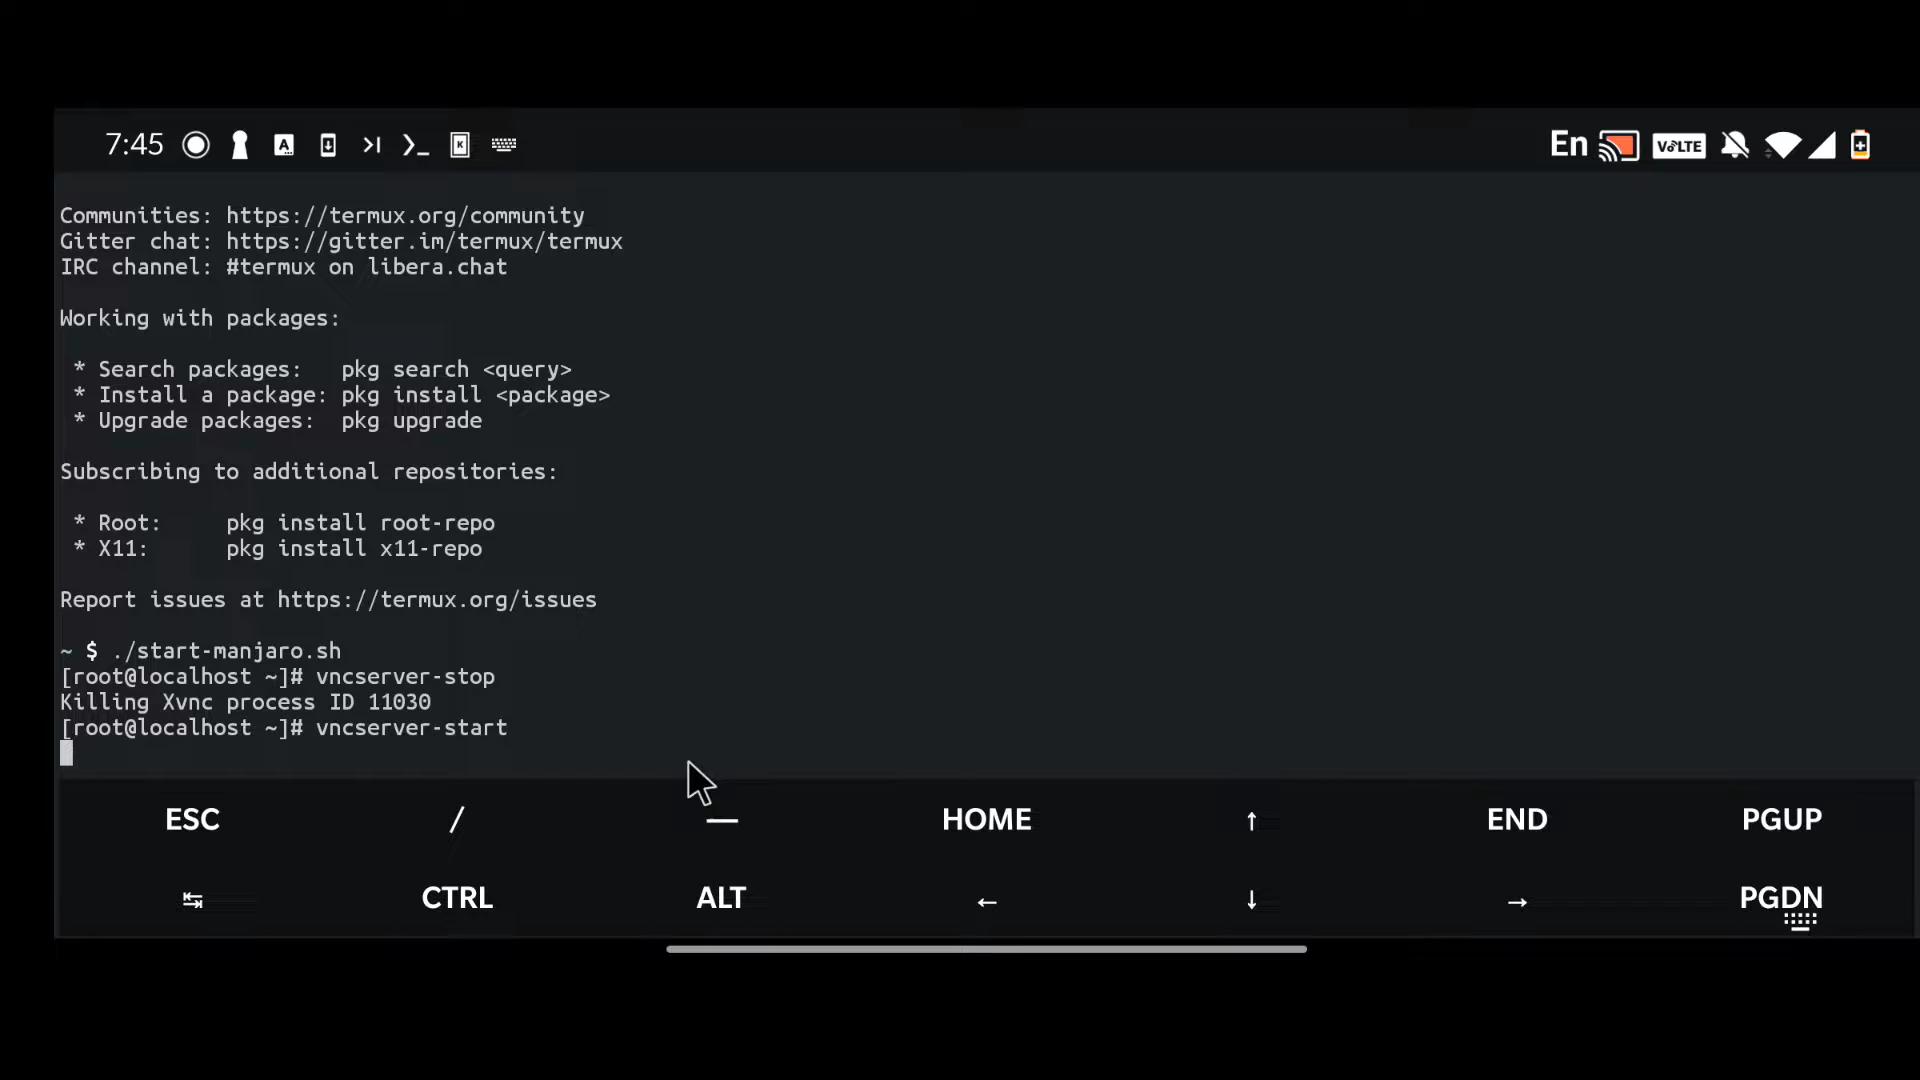 7:45 En VoLTE
Communities: https://termux.org/community
Gitter chat: https://gitter.im/termux/termux
IRC channel: #termux on libera.chat
Working with packages:
* Search packages: pkg search <query>
* Install a package: pkg install <package>
* Upgrade packages: pkg upgrade
Subscribing to additional repositories:
* Root: pkg install root-repo
* X11: pkg install x11-repo
Report issues at https://termux.org/issues
~ $ ./start-manjaro.sh
[root@localhost ~]# vncserver-stop
Killing Xvnc process ID 11030
[root@localhost ~]# vncserver-start
ESC / — HOME ↑ END PGUP
↹ CTRL ALT ← ↓ → PGDN